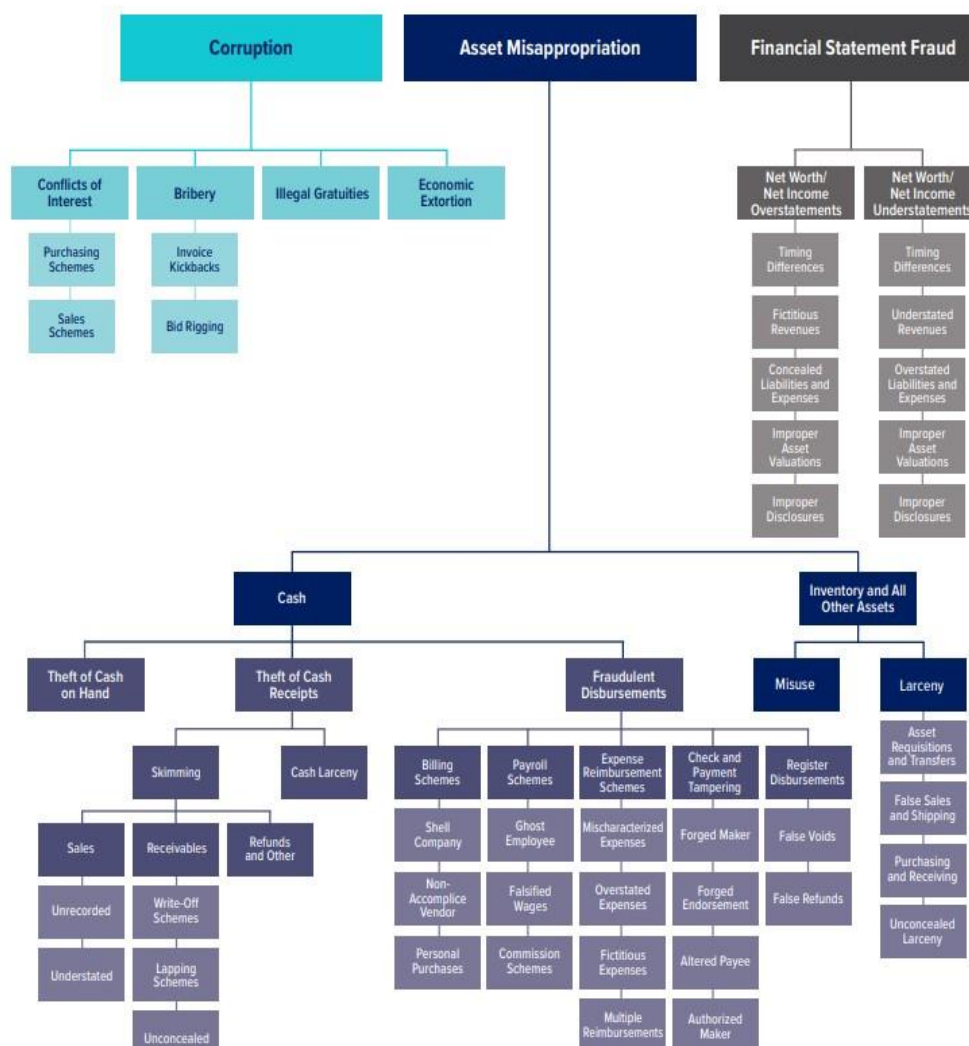 Corruption
Asset Misappropriation
Financial Statement Fraud
Conflicts of
Interest
Bribery
Illegal Gratuities
Economic
Extortion
Net Worth/
Net Income
Overstatements
Net Worth/
Net Income
Understatements
Purchasing
Schemes
Invoice
Kickbacks
Timing
Differences
Timing
Differences
Sales
Schemes
Bid Rigging
Fictitious
Revenues
Understated
Revenues
Concealed
Liabilities and
Expenses
Overstated
Liabilities and
Expenses
Improper
Asset
Valuations
Improper
Asset
Valuations
Improper
Disclosures
Improper
Disclosures
Cash
Inventory and All
Other Assets
Theft of Cash
on Hand
Theft of Cash
Receipts
Fraudulent
Disbursements
Misuse
Larceny
Skimming
Cash Larceny
Billing
Schemes
Payroll
Schemes
Expense
Reimbursement
Schemes
Check and
Payment
Tampering
Register
Disbursements
Asset
Requisitions
and Transfers
Sales
Receivables
Refunds
and Other
Shell
Company
Ghost
Employee
Mischaracterized
Expenses
Forged Maker
False Voids
False Sales
and Shipping
Unrecorded
Write-Off
Schemes
Non-
Accomplice
Vendor
Falsified
Wages
Overstated
Expenses
Forged
Endorsement
False Refunds
Purchasing
and Receiving
Understated
Lapping
Schemes
Personal
Purchases
Commission
Schemes
Fictitious
Expenses
Altered Payee
Unconcealed
Larceny
Unconcealed
Multiple
Reimbursements
Authorized
Maker